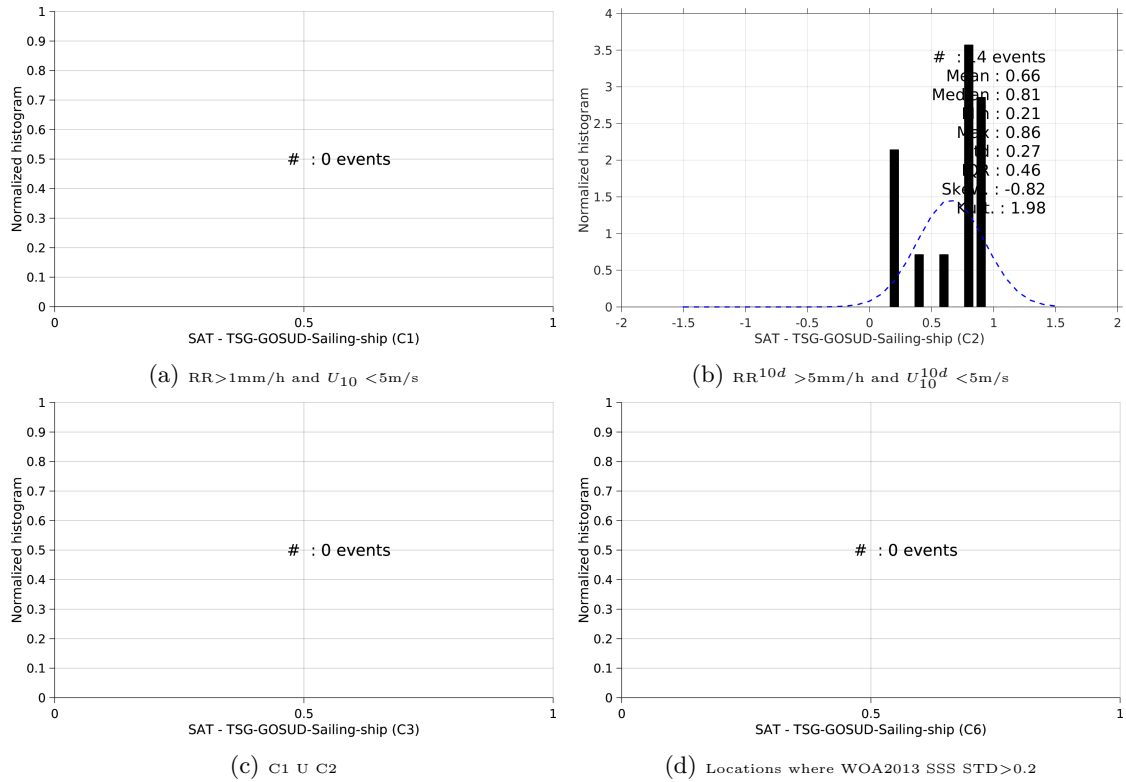 1
0.9
0.8
0.7
0.6
0.5
0.4
0.3
0.2
0.1
0
Normalized histogram
# : 0 events
0 0.5 1
SAT - TSG-GOSUD-Sailing-ship (C1)
(a) RR>1mm/h and U10 <5m/s
4
3.5
3
2.5
2
1.5
1
0.5
0
Normalized histogram
# : 14 events
Mean : 0.66
Median : 0.81
Min : 0.21
Max : 0.86
Std : 0.27
IQR : 0.46
Skew. : -0.82
Kurt. : 1.98
-2 -1.5 -1 -0.5 0 0.5 1 1.5 2
SAT - TSG-GOSUD-Sailing-ship (C2)
(b) RR10d >5mm/h and U10d10 <5m/s
1
0.9
0.8
0.7
0.6
0.5
0.4
0.3
0.2
0.1
0
Normalized histogram
# : 0 events
0 0.5 1
SAT - TSG-GOSUD-Sailing-ship (C3)
(c) C1 U C2
1
0.9
0.8
0.7
0.6
0.5
0.4
0.3
0.2
0.1
0
Normalized histogram
# : 0 events
0 0.5 1
SAT - TSG-GOSUD-Sailing-ship (C6)
(d) Locations where WOA2013 SSS STD>0.2